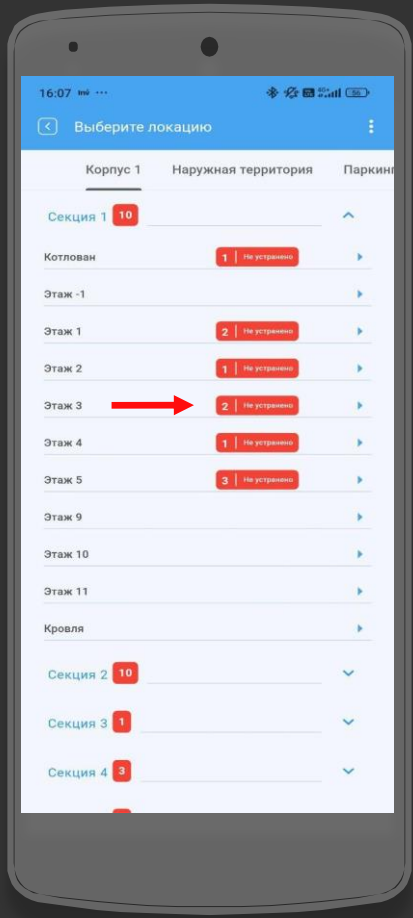 16:07
56
Выберите локацию
Корпус 1 Наружная территория Паркинг
Секция 1 10
Котлован 1 Не устранено
Этаж -1
Этаж 1 2 Не устранено
Этаж 2 1 Не устранено
Этаж 3 2 Не устранено
Этаж 4 1 Не устранено
Этаж 5 3 Не устранено
Этаж 9
Этаж 10
Этаж 11
Кровля
Секция 2 10
Секция 3 1
Секция 4 3